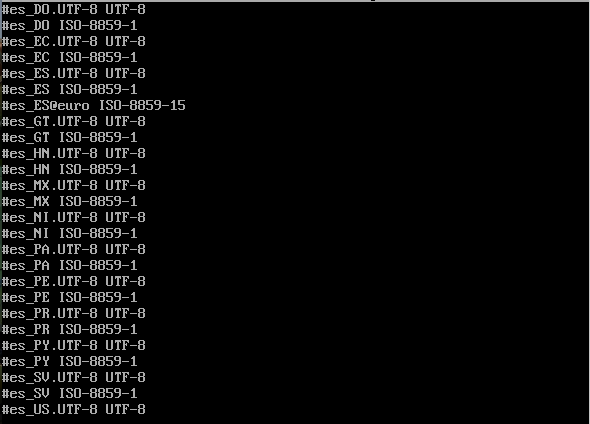 #es_DO.UTF-8 UTF-8
#es_DO ISO-8859-1
#es_EC.UTF-8 UTF-8
#es_EC ISO-8859-1
#es_ES.UTF-8 UTF-8
#es_ES ISO-8859-1
#es_ES@euro ISO-8859-15
#es_GT.UTF-8 UTF-8
#es_GT ISO-8859-1
#es_HN.UTF-8 UTF-8
#es_HN ISO-8859-1
#es_MX.UTF-8 UTF-8
#es_MX ISO-8859-1
#es_NI.UTF-8 UTF-8
#es_NI ISO-8859-1
#es_PA.UTF-8 UTF-8
#es_PA ISO-8859-1
#es_PE.UTF-8 UTF-8
#es_PE ISO-8859-1
#es_PR.UTF-8 UTF-8
#es_PR ISO-8859-1
#es_PY.UTF-8 UTF-8
#es_PY ISO-8859-1
#es_SV.UTF-8 UTF-8
#es_SV ISO-8859-1
#es_US.UTF-8 UTF-8